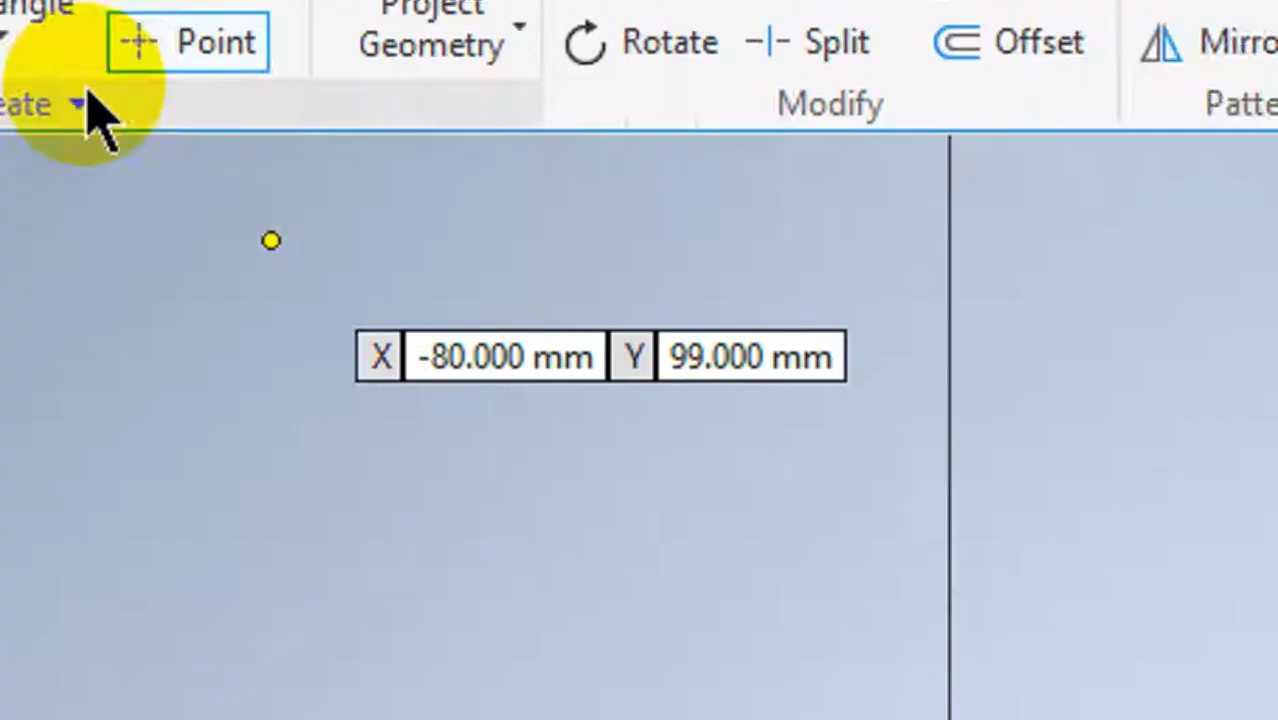 Project
Point
Geometry
Rotate
Split
Offset
Modify
X -80.000 mm Y 99.000 mm